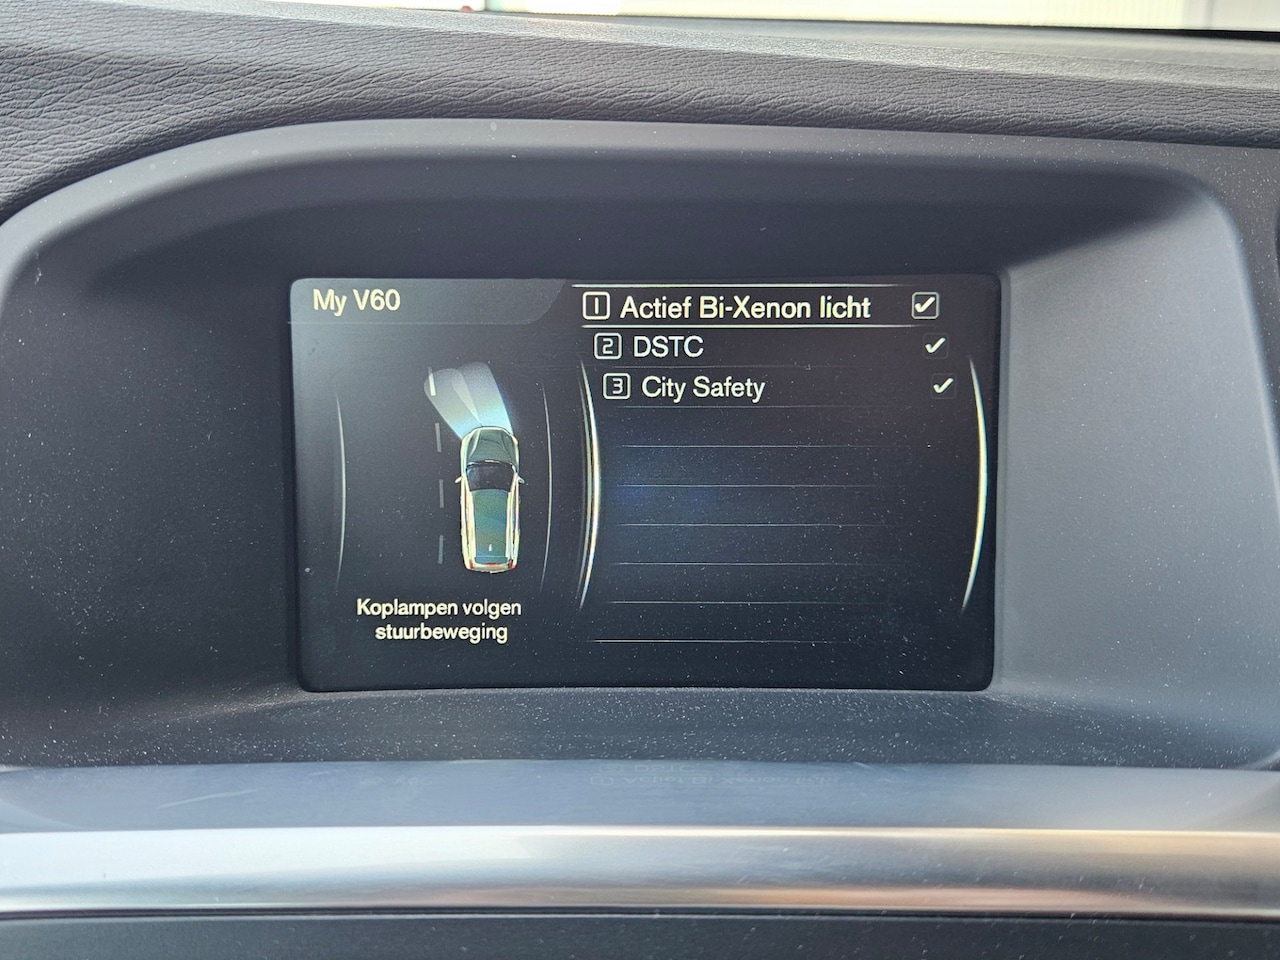 My V60
1 Actief Bi-Xenon licht
2 DSTC
3 City Safety
Koplampen volgen
stuurbeweging